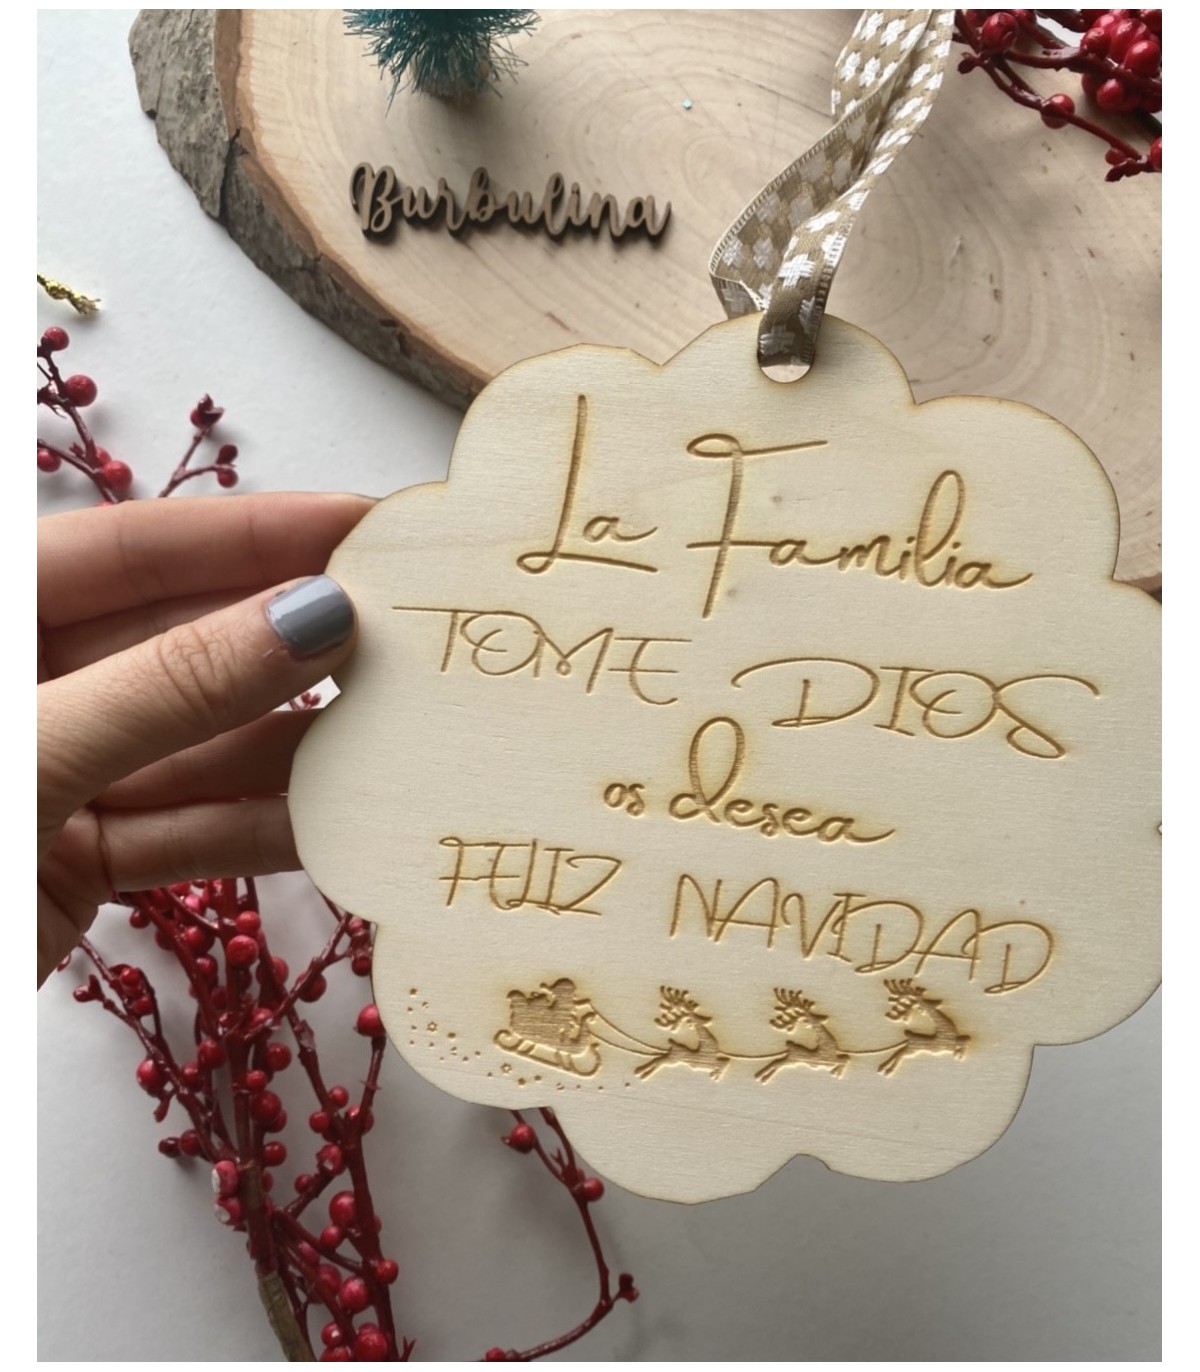 Burbulina
La Familia
TOME DIOS
os desea
FELIZ NAVIDAD